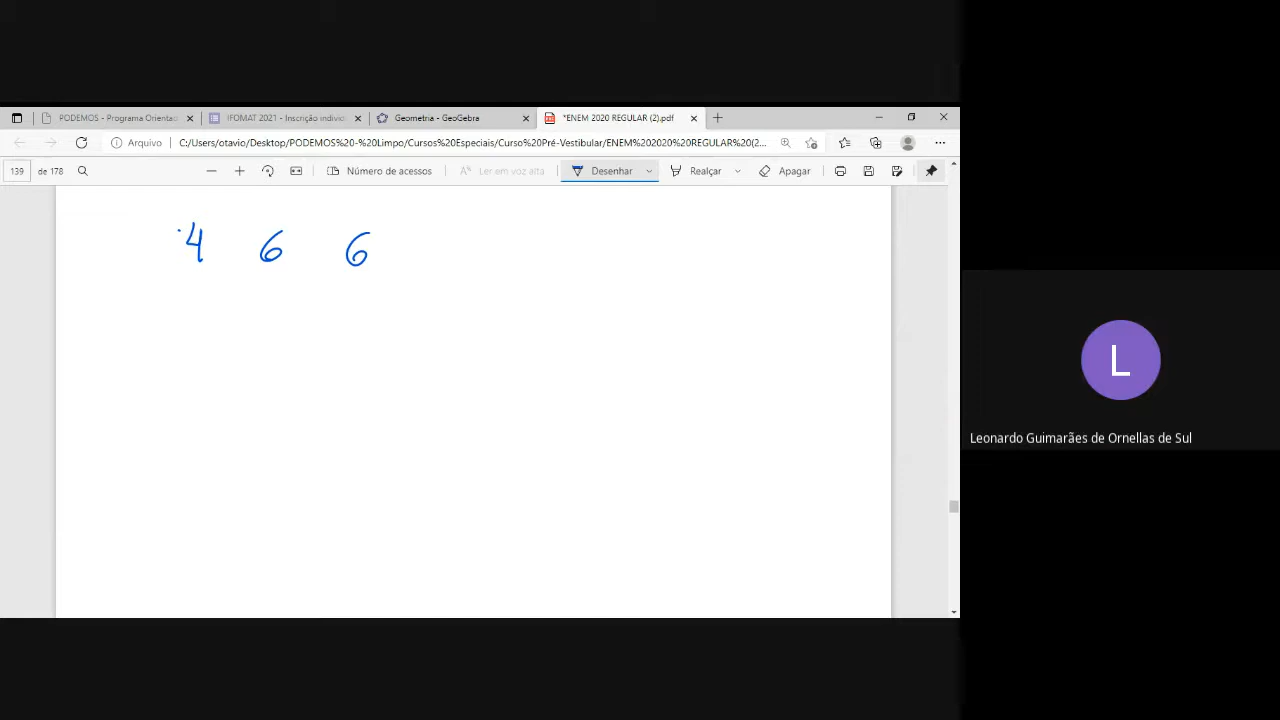 PODEMOS - Programa Orientad
IFOMAT 2021 - Inscrição individ
Geometria - GeoGebra
*ENEM 2020 REGULAR (2).pdf
Arquivo C:/Users/otavio/Desktop/PODEMOS%20-%20Limpo/Cursos%20Especiais/Curso%20Pré-Vestibular/ENEM%202020%20REGULAR%20(2...
139 de 178 Número de acessos Ler em voz alta Desenhar Realçar Apagar
4 6 6
L
Leonardo Guimarães de Ornellas de Sul